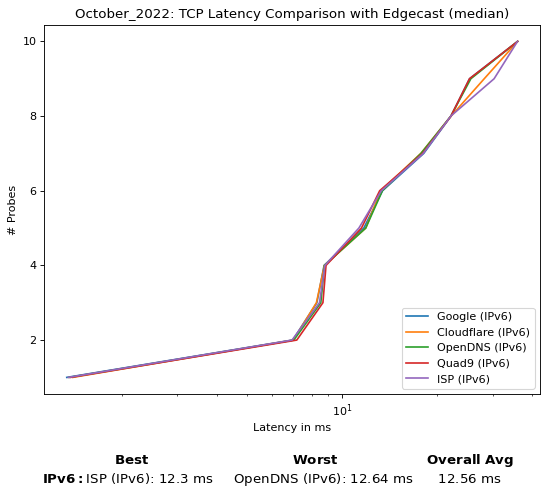 October_2022: TCP Latency Comparison with Edgecast (median)
10
8
6
4
2
# Probes
10¹
Latency in ms
Google (IPv6)
Cloudflare (IPv6)
OpenDNS (IPv6)
Quad9 (IPv6)
ISP (IPv6)
Best Worst Overall Avg
IPv6: ISP (IPv6): 12.3 ms OpenDNS (IPv6): 12.64 ms 12.56 ms